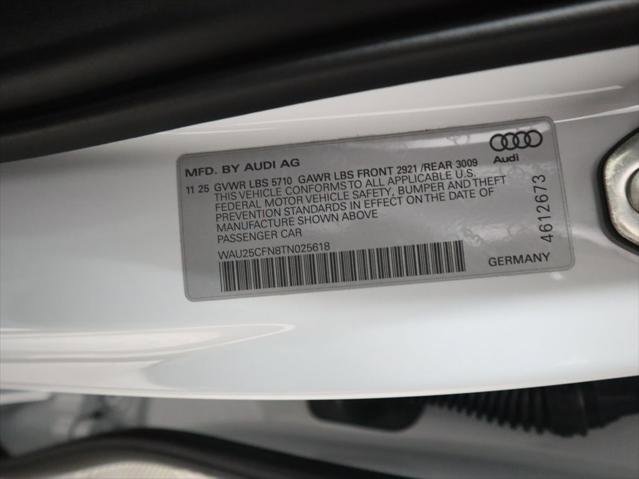 MFD. BY AUDI AG
11 25 GVWR LBS 5710 GAWR LBS FRONT 2921 /REAR 3009
THIS VEHICLE CONFORMS TO ALL APPLICABLE U.S.
FEDERAL MOTOR VEHICLE SAFETY, BUMPER AND THEFT
PREVENTION STANDARDS IN EFFECT ON THE DATE OF
MANUFACTURE SHOWN ABOVE
PASSENGER CAR
WAU25CFN8TN025618
Audi
4612673
GERMANY